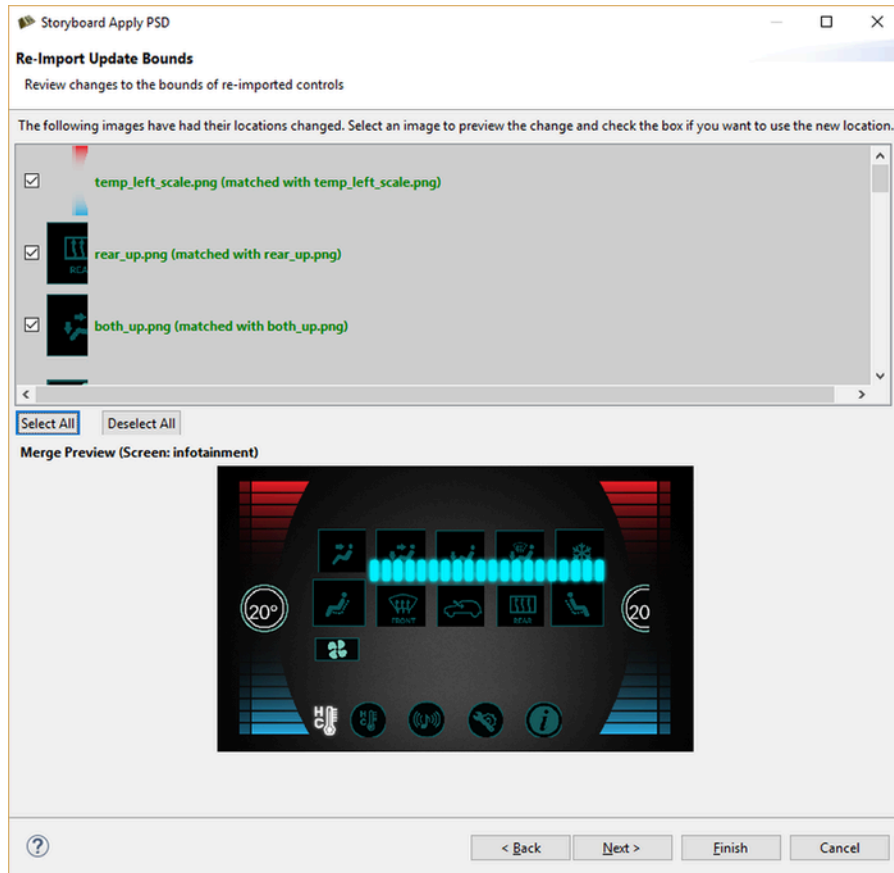 Storyboard Apply PSD
Re-Import Update Bounds
Review changes to the bounds of re-imported controls
The following images have had their locations changed. Select an image to preview the change and check the box if you want to use the new location.
temp_left_scale.png (matched with temp_left_scale.png)
rear_up.png (matched with rear_up.png)
both_up.png (matched with both_up.png)
Select All Deselect All
Merge Preview (Screen: infotainment)
20° 20
FRONT REAR
H
C
H
C
i
< Back Next > Finish Cancel